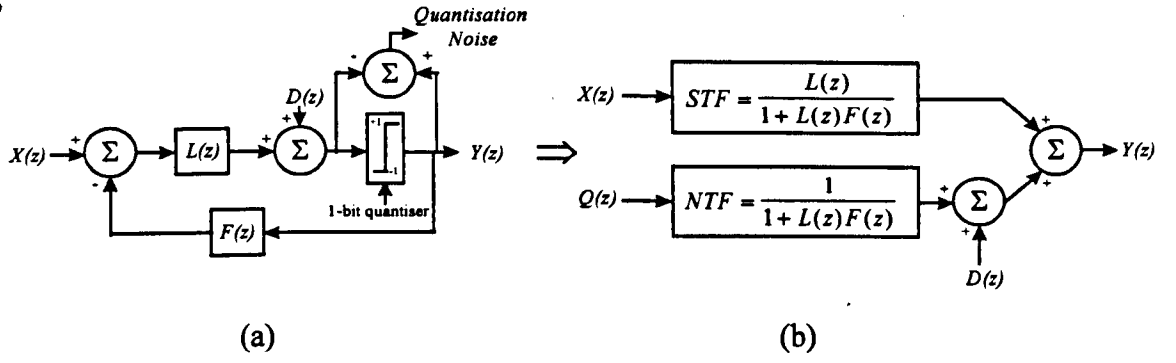 Quantisation
Noise
-
+
Σ
D(z)
+
X(z)
+
Σ
-
L(z)
+
Σ
+1
-1
Y(z)
1-bit quantiser
F(z)
(a)
⇒
X(z)
STF = L(z) / 1 + L(z) F(z)
Q(z)
NTF = 1 / 1 + L(z) F(z)
+
Σ
+
+
Σ
+
Y(z)
D(z)
(b)